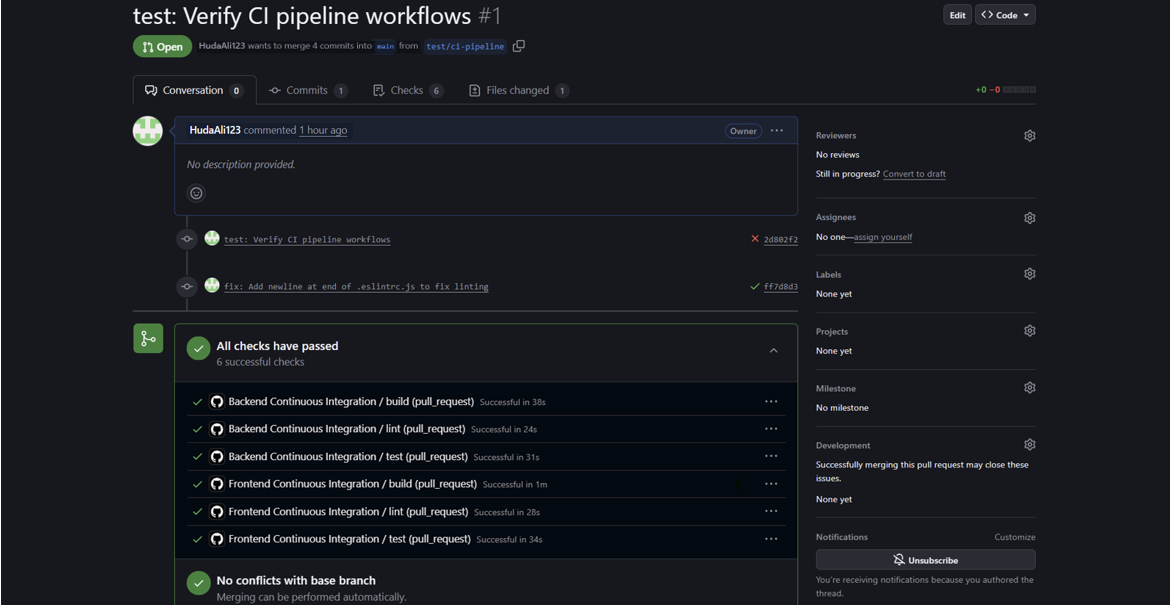 test: Verify CI pipeline workflows #1
Edit
Code
Open
HudaAli123 wants to merge 4 commits into main from test/ci-pipeline
Conversation 0
Commits 1
Checks 6
Files changed 1
+0 −0
HudaAli123 commented 1 hour ago
Owner
No description provided.
test: Verify CI pipeline workflows
2d802f2
fix: Add newline at end of .eslintrc.js to fix linting
ff7d8d3
All checks have passed
6 successful checks
Backend Continuous Integration / build (pull_request) Successful in 38s
Backend Continuous Integration / lint (pull_request) Successful in 24s
Backend Continuous Integration / test (pull_request) Successful in 31s
Frontend Continuous Integration / build (pull_request) Successful in 1m
Frontend Continuous Integration / lint (pull_request) Successful in 28s
Frontend Continuous Integration / test (pull_request) Successful in 34s
No conflicts with base branch
Merging can be performed automatically.
Reviewers
No reviews
Still in progress? Convert to draft
Assignees
No one—assign yourself
Labels
None yet
Projects
None yet
Milestone
No milestone
Development
Successfully merging this pull request may close these
issues.
None yet
Notifications
Customize
Unsubscribe
You're receiving notifications because you authored the
thread.